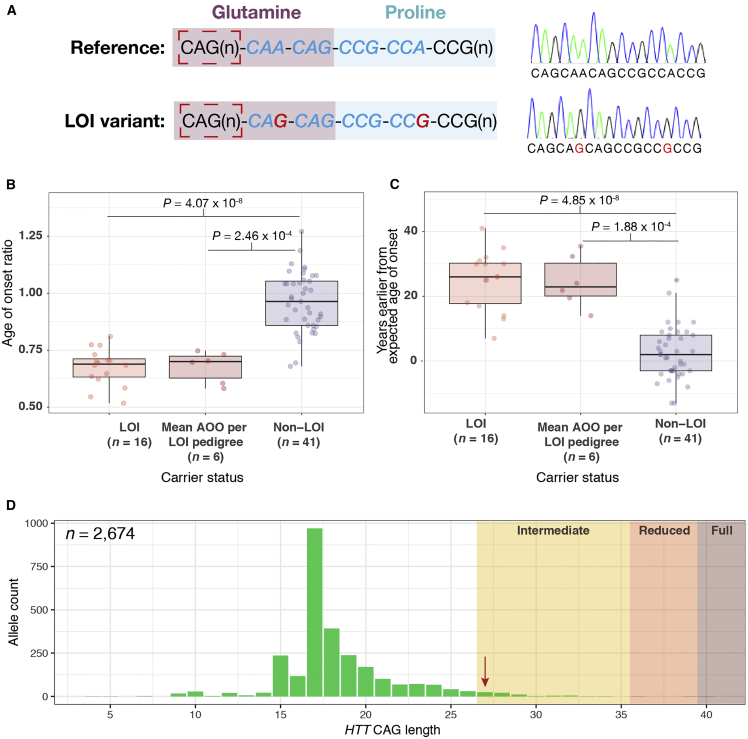 A
Glutamine Proline
Reference: CAG(n)-CAA-CAG-CCG-CCA-CCG(n)
CAGCAACAGCCGCCACCG
LOI variant: CAG(n)-CAG-CAG-CCG-CCG-CCG(n)
CAGCAGCAGCCGCCGCCG
B
P = 4.07 x 10-8
P = 2.46 x 10-4
Age of onset ratio
1.25
1.00
0.75
0.50
LOI
(n = 16)
Mean AOO per
LOI pedigree
(n = 6)
Non–LOI
(n = 41)
Carrier status
C
P = 4.85 x 10-8
P = 1.88 x 10-4
Years earlier from
expected age of onset
40
20
0
LOI
(n = 16)
Mean AOO per
LOI pedigree
(n = 6)
Non–LOI
(n = 41)
Carrier status
D
n = 2,674
Intermediate Reduced Full
Allele count
1000
750
500
250
0
5 10 15 20 25 30 35 40
HTT CAG length